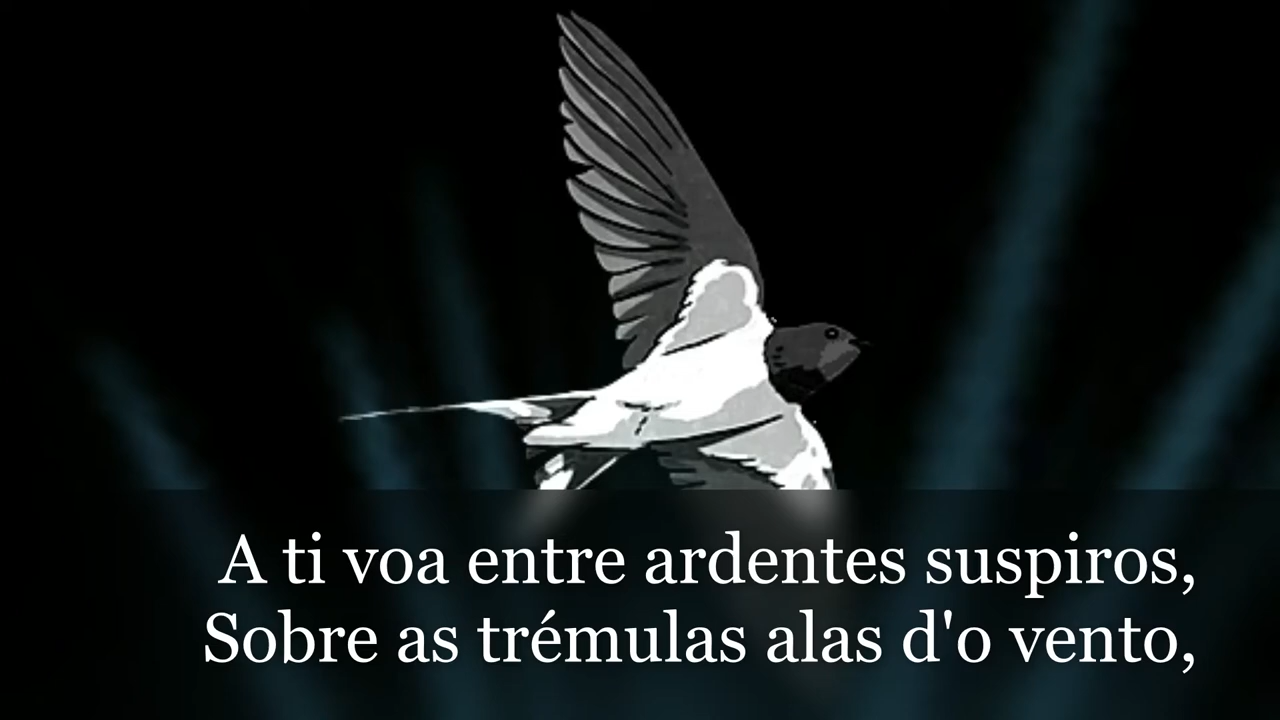 A ti voa entre ardentes suspiros,
Sobre as trémulas alas d'o vento,